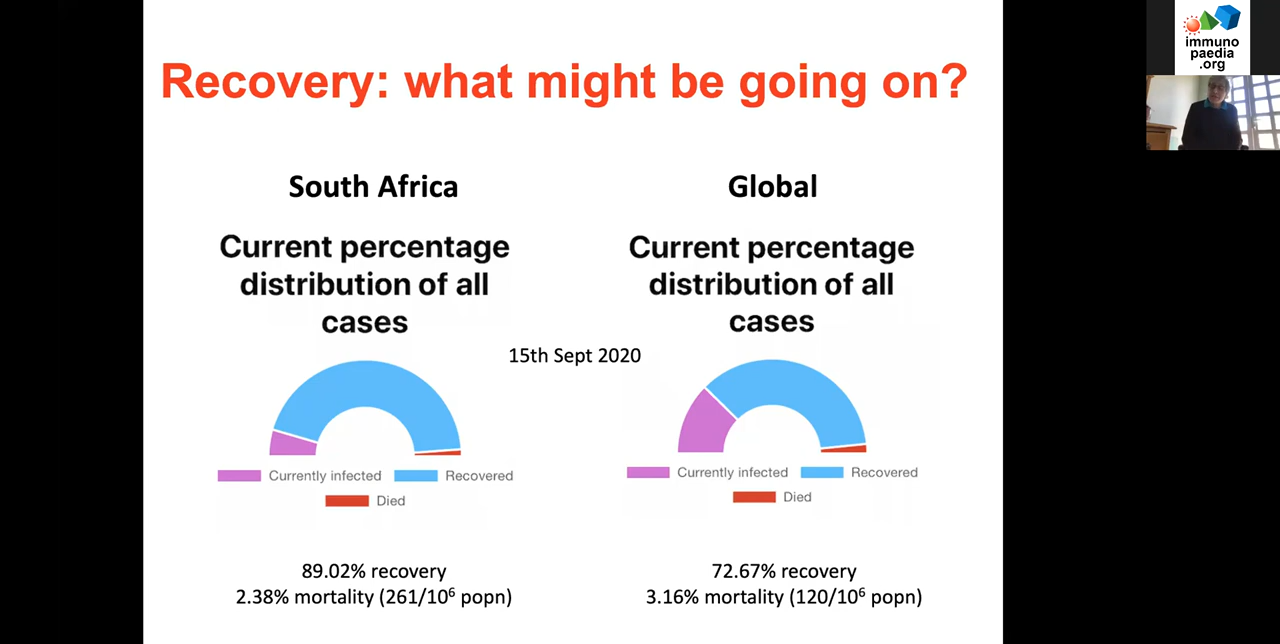 Recovery: what might be going on?
immuno
paedia
.org
South Africa
Current percentage
distribution of all
cases
Currently infected
Recovered
Died
89.02% recovery
2.38% mortality (261/10⁶ popn)
15th Sept 2020
Global
Current percentage
distribution of all
cases
Currently infected
Recovered
Died
72.67% recovery
3.16% mortality (120/10⁶ popn)